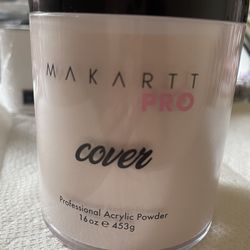 MAKARTT
PRO
cover
Professional Acrylic Powder
16oz e 453g